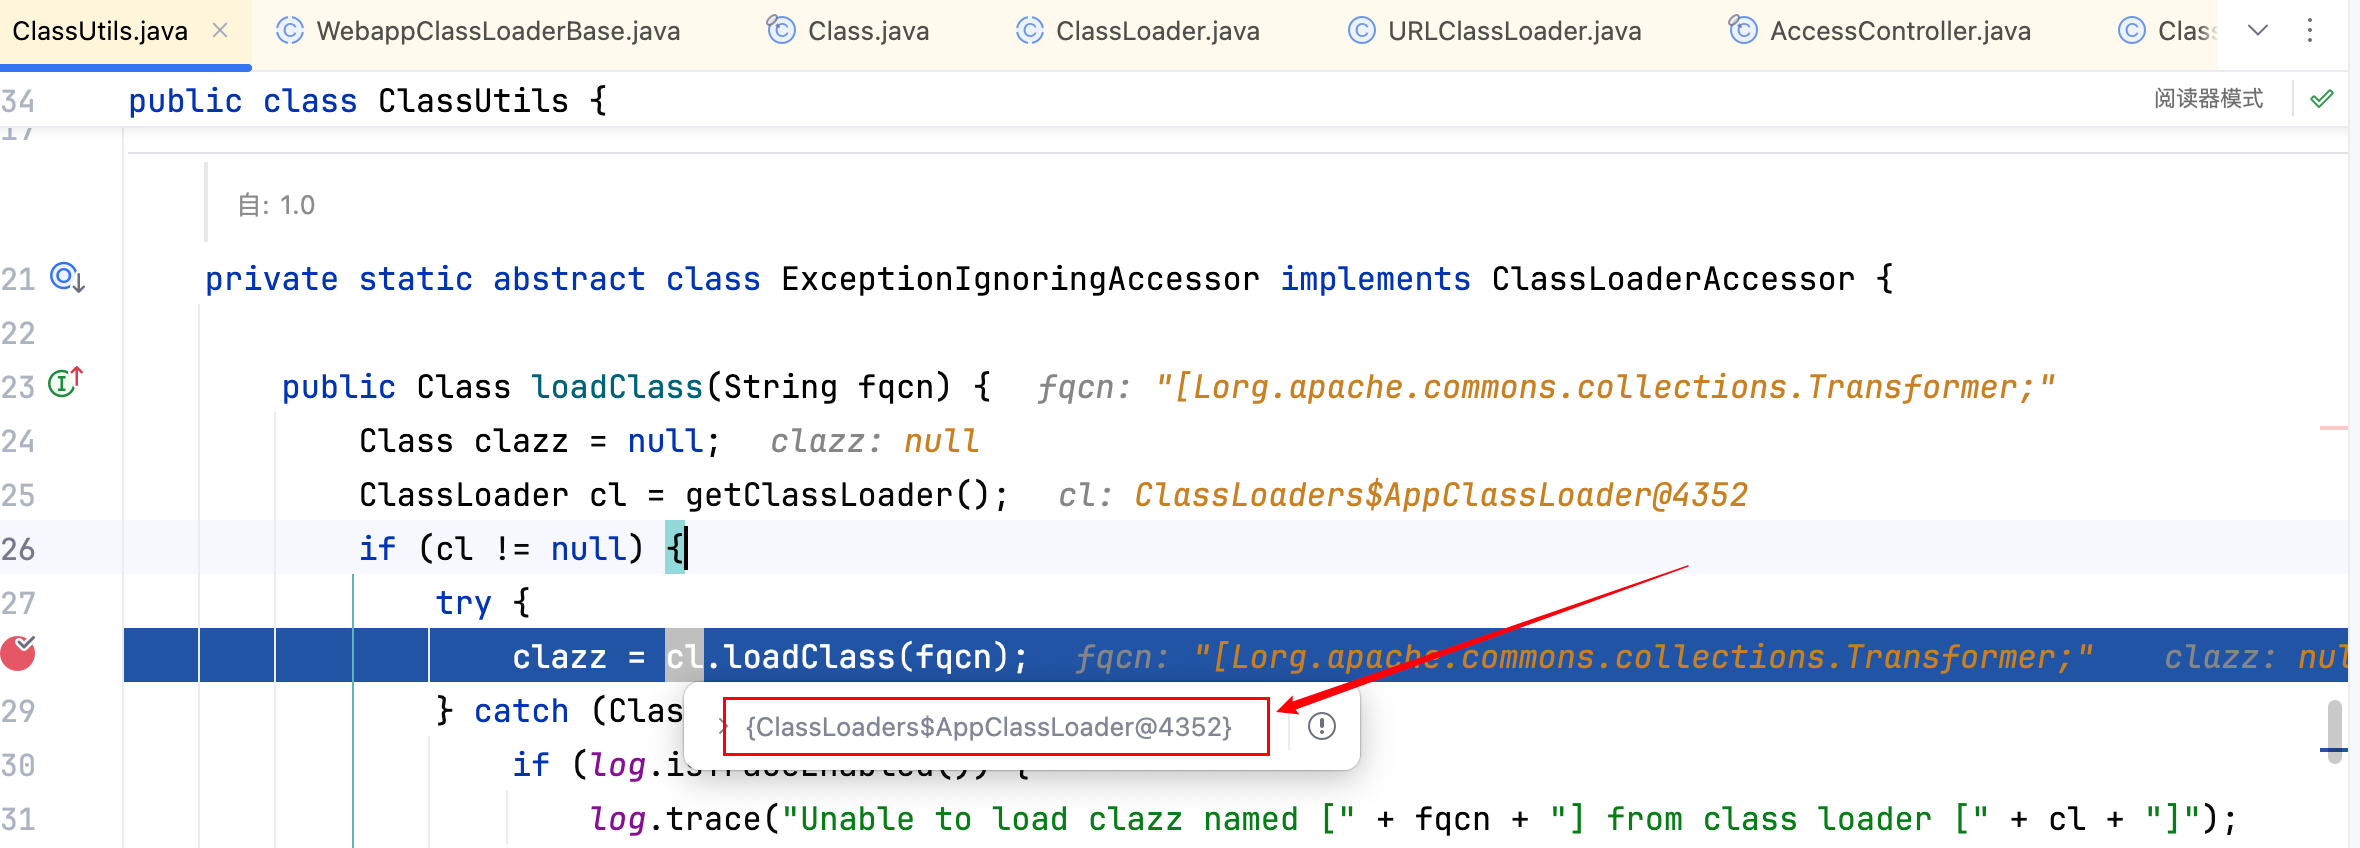 ClassUtils.java × WebappClassLoaderBase.java Class.java ClassLoader.java URLClassLoader.java AccessController.java
34 public class ClassUtils { 阅读器模式
自: 1.0
21 private static abstract class ExceptionIgnoringAccessor implements ClassLoaderAccessor {
22
23 public Class loadClass(String fqcn) { fqcn: "[Lorg.apache.commons.collections.Transformer;"
24 Class clazz = null; clazz: null
25 ClassLoader cl = getClassLoader(); cl: ClassLoaders$AppClassLoader@4352
26 if (cl != null) {
27 try {
clazz = cl.loadClass(fqcn); fqcn: "[Lorg.apache.commons.collections.Transformer;" clazz:
29 } catch (Clas
{ClassLoaders$AppClassLoader@4352}
30 if (log.isTraceEnabled()) {
31 log.trace("Unable to load clazz named [" + fqcn + "] from class loader [" + cl + "]");